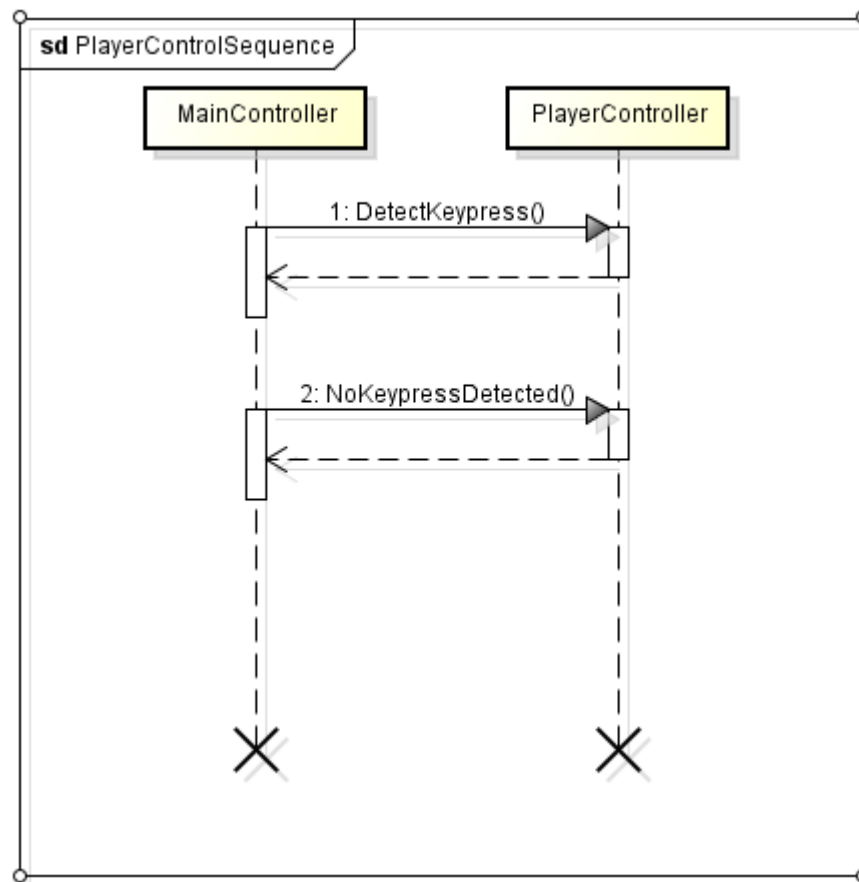 sd PlayerControlSequence
MainController
PlayerController
1: DetectKeypress()
2: NoKeypressDetected()